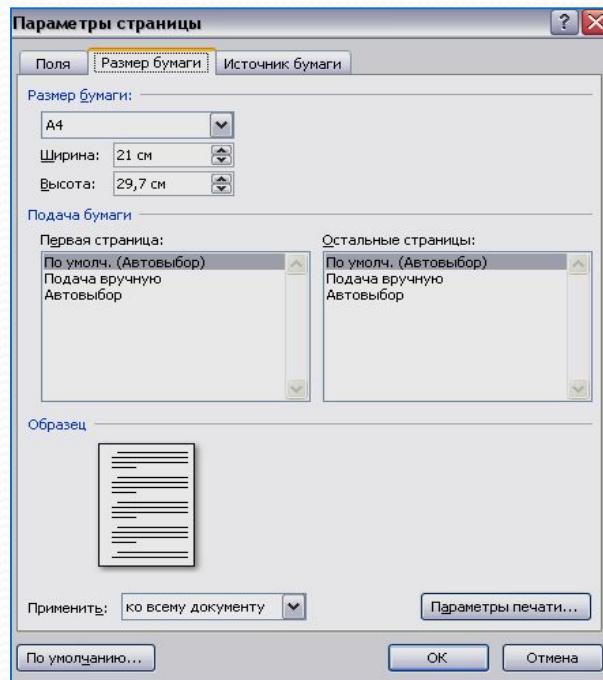 Параметры страницы
Поля Размер бумаги Источник бумаги
Размер бумаги:
A4
Ширина: 21 см
Высота: 29,7 см
Подача бумаги
Первая страница: Остальные страницы:
По умолч. (Автовыбор) По умолч. (Автовыбор)
Подача вручную Подача вручную
Автовыбор Автовыбор
Образец
Применить: ко всему документу Параметры печати...
По умолчанию... ОК Отмена